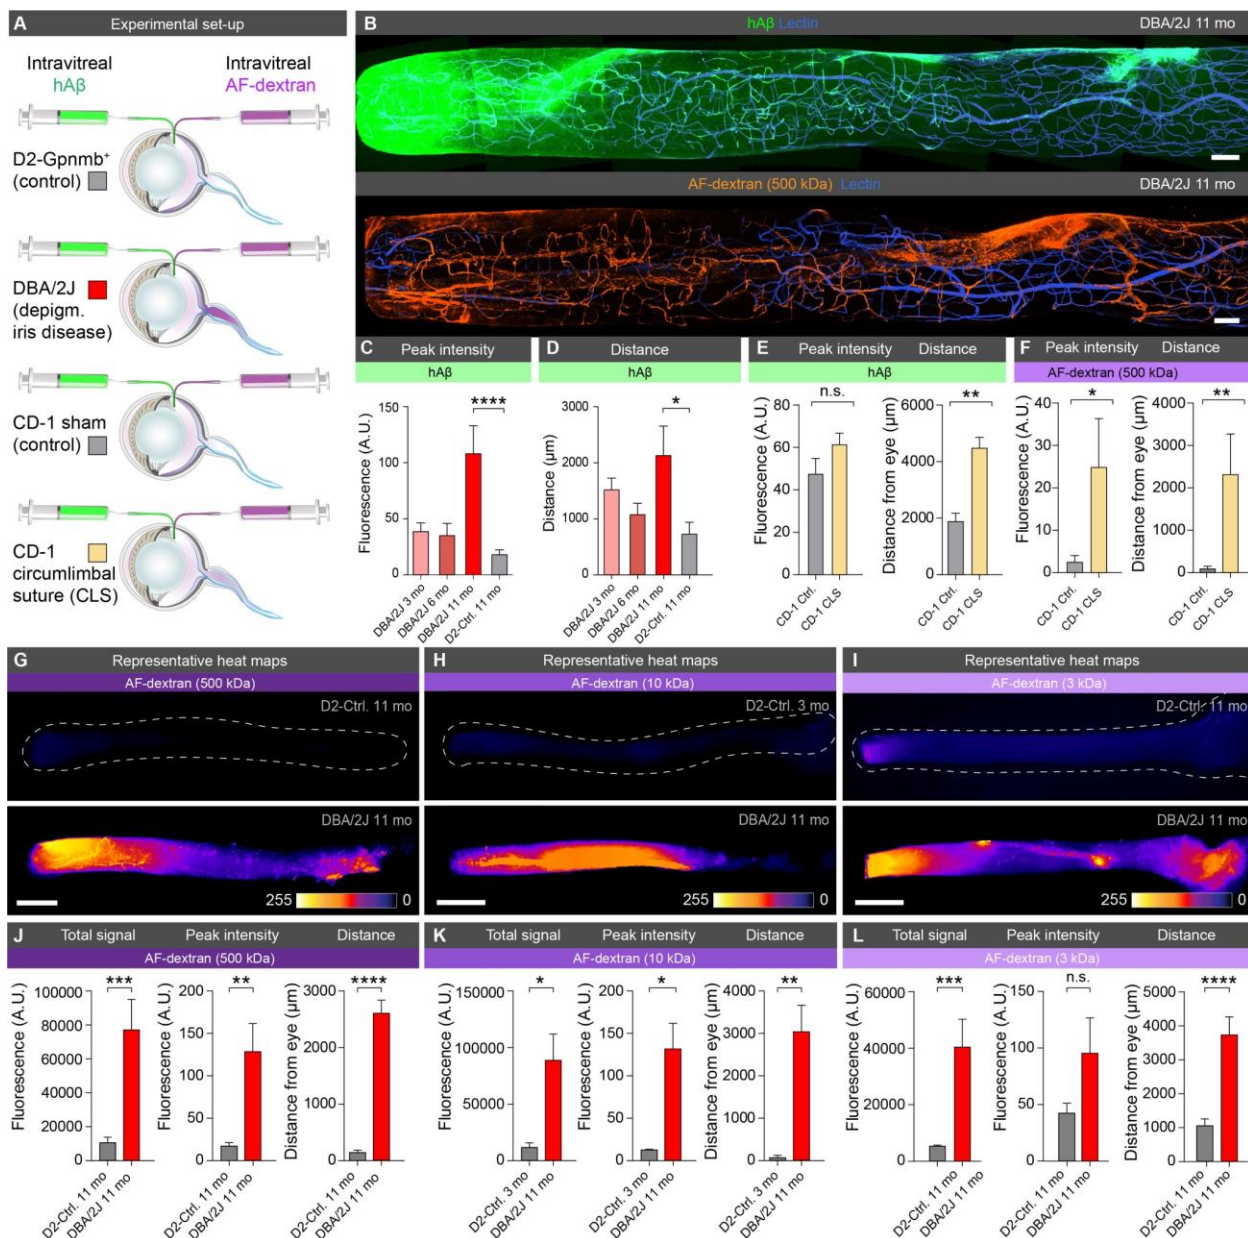 A Experimental set-up
Intravitreal Intravitreal
hAβ AF-dextran
D2-Gpnmb⁺
(control)
DBA/2J
(depigm.
iris disease)
CD-1 sham
(control)
CD-1
circumlimbal
suture (CLS)
B hAβ Lectin DBA/2J 11 mo
AF-dextran (500 kDa) Lectin DBA/2J 11 mo
C Peak intensity
hAβ
****
Fluorescence (A.U.)
150
100
50
0
DBA/2J 3 mo
DBA/2J 6 mo
DBA/2J 11 mo
D2-Ctrl. 11 mo
D Distance
hAβ
*
Distance (µm)
3000
2000
1000
0
DBA/2J 3 mo
DBA/2J 6 mo
DBA/2J 11 mo
D2-Ctrl. 11 mo
E Peak intensity Distance
hAβ
n.s.
Fluorescence (A.U.)
80
60
40
20
0
CD-1 Ctrl.
CD-1 CLS
**
Distance from eye (µm)
6000
4000
2000
0
CD-1 Ctrl.
CD-1 CLS
F Peak intensity Distance
AF-dextran (500 kDa)
*
Fluorescence (A.U.)
40
30
20
10
0
CD-1 Ctrl.
CD-1 CLS
**
Distance from eye (µm)
4000
3000
2000
1000
0
CD-1 Ctrl.
CD-1 CLS
G Representative heat maps
AF-dextran (500 kDa)
D2-Ctrl. 11 mo
DBA/2J 11 mo
255 0
H Representative heat maps
AF-dextran (10 kDa)
D2-Ctrl. 3 mo
DBA/2J 11 mo
255 0
I Representative heat maps
AF-dextran (3 kDa)
D2-Ctrl. 11 mo
DBA/2J 11 mo
255 0
J Total signal Peak intensity Distance
AF-dextran (500 kDa)
***
Fluorescence (A.U.)
100000
80000
60000
40000
20000
0
D2-Ctrl. 11 mo
DBA/2J 11 mo
**
Fluorescence (A.U.)
200
150
100
50
0
D2-Ctrl. 11 mo
DBA/2J 11 mo
****
Distance from eye (µm)
3000
2000
1000
0
D2-Ctrl. 11 mo
DBA/2J 11 mo
K Total signal Peak intensity Distance
AF-dextran (10 kDa)
*
Fluorescence (A.U.)
150000
100000
50000
0
D2-Ctrl. 3 mo
DBA/2J 11 mo
*
Fluorescence (A.U.)
200
150
100
50
0
D2-Ctrl. 3 mo
DBA/2J 11 mo
**
Distance from eye (µm)
4000
3000
2000
1000
0
D2-Ctrl. 3 mo
DBA/2J 11 mo
L Total signal Peak intensity Distance
AF-dextran (3 kDa)
***
Fluorescence (A.U.)
60000
40000
20000
0
D2-Ctrl. 11 mo
DBA/2J 11 mo
n.s.
Fluorescence (A.U.)
150
100
50
0
D2-Ctrl. 11 mo
DBA/2J 11 mo
****
Distance from eye (µm)
5000
4000
3000
2000
1000
0
D2-Ctrl. 11 mo
DBA/2J 11 mo